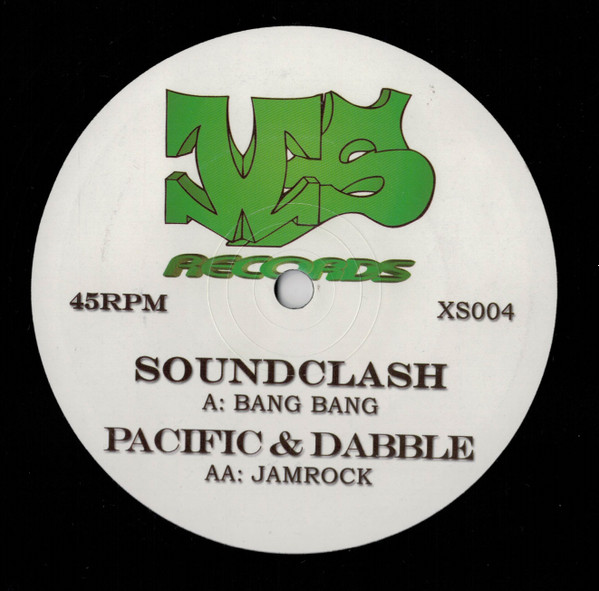 XS
RECORDS
45RPM
XS004
SOUNDCLASH
A: BANG BANG
PACIFIC & DABBLE
AA: JAMROCK